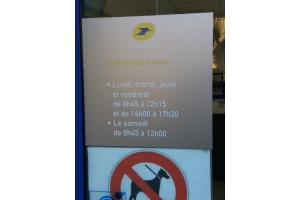 • Lundi, mardi, jeudi
et vendredi
de 8h45 à 12h15
et de 14h00 à 17h30
• Le samedi
de 8h45 à 12h00